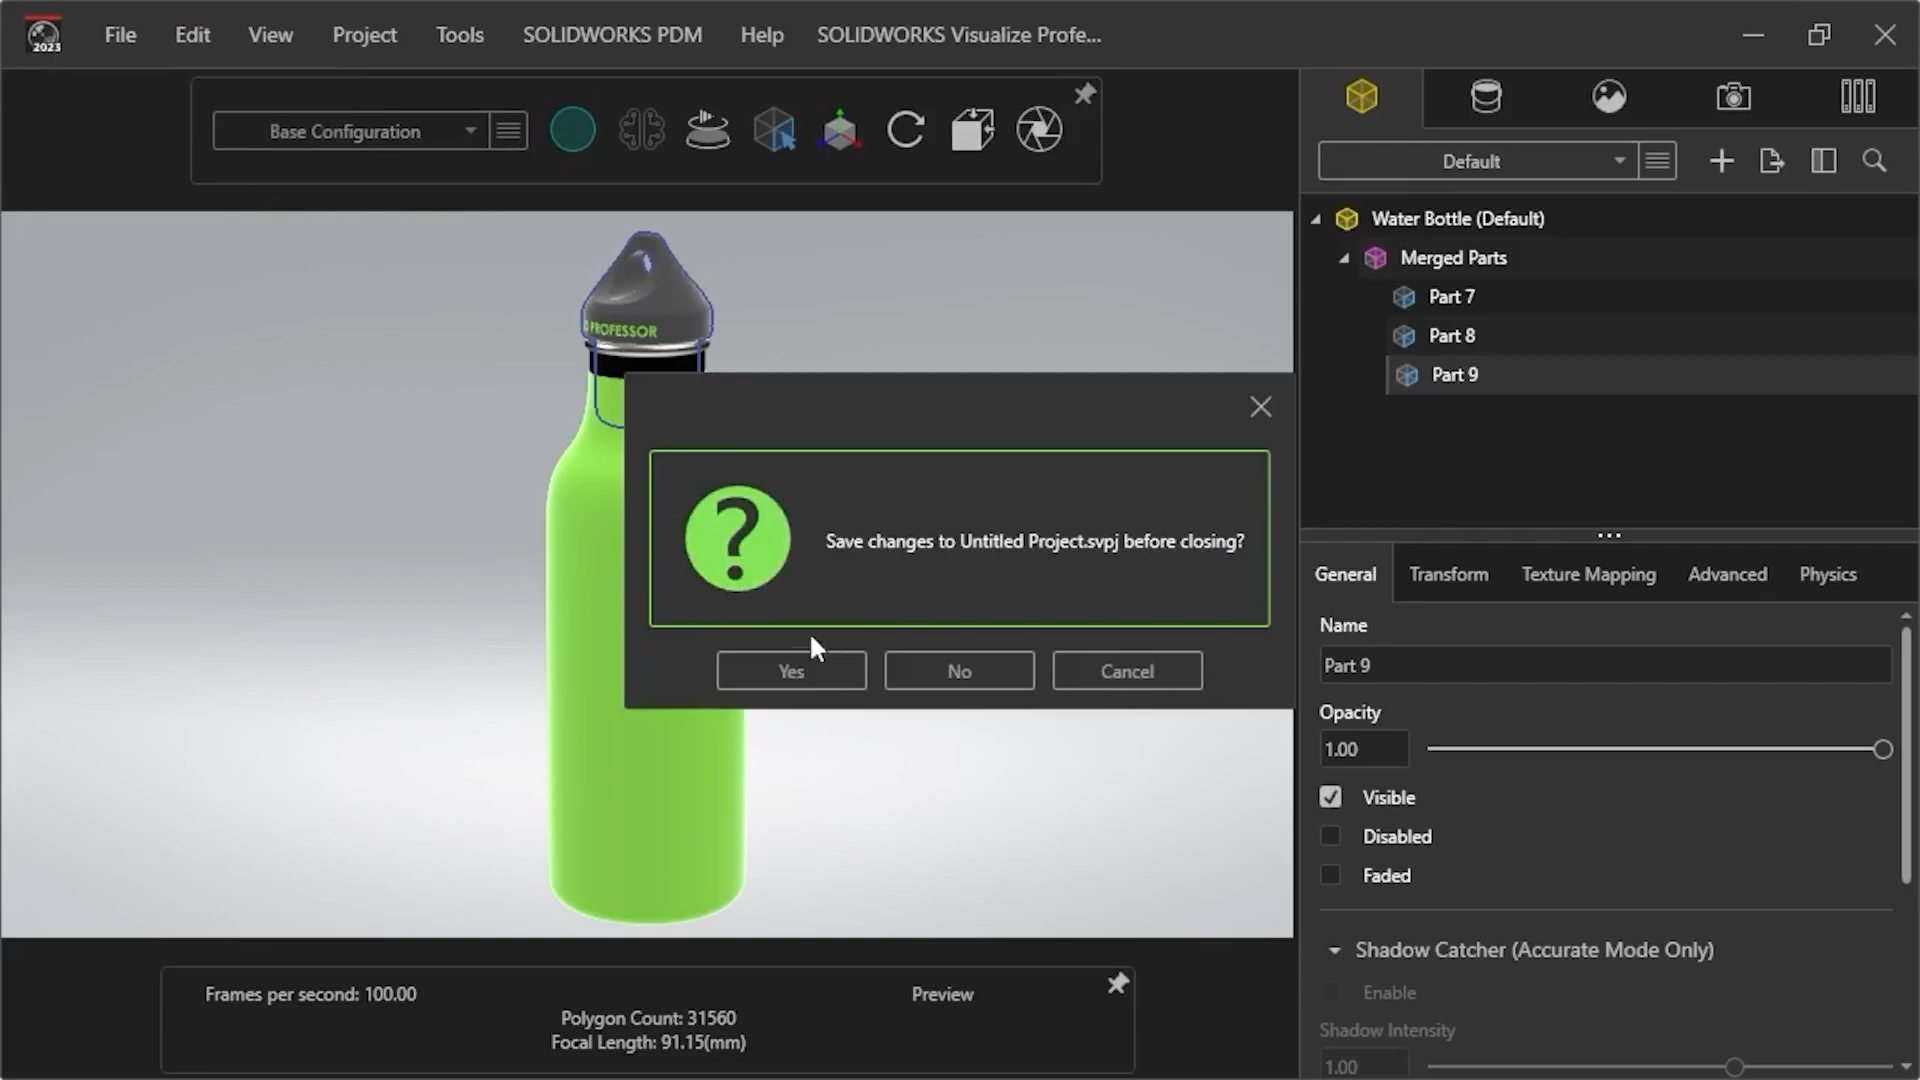 2023
File Edit View Project Tools SOLIDWORKS PDM Help SOLIDWORKS Visualize Profe...
Base Configuration
Default
Water Bottle (Default)
Merged Parts
Part 7
Part 8
Part 9
PROFESSOR
Save changes to Untitled Project.svpj before closing?
Yes No Cancel
General Transform Texture Mapping Advanced Physics
Name
Part 9
Opacity
1.00
Visible
Disabled
Faded
Shadow Catcher (Accurate Mode Only)
Enable
Shadow Intensity
1.00
Frames per second: 100.00 Preview
Polygon Count: 31560
Focal Length: 91.15(mm)